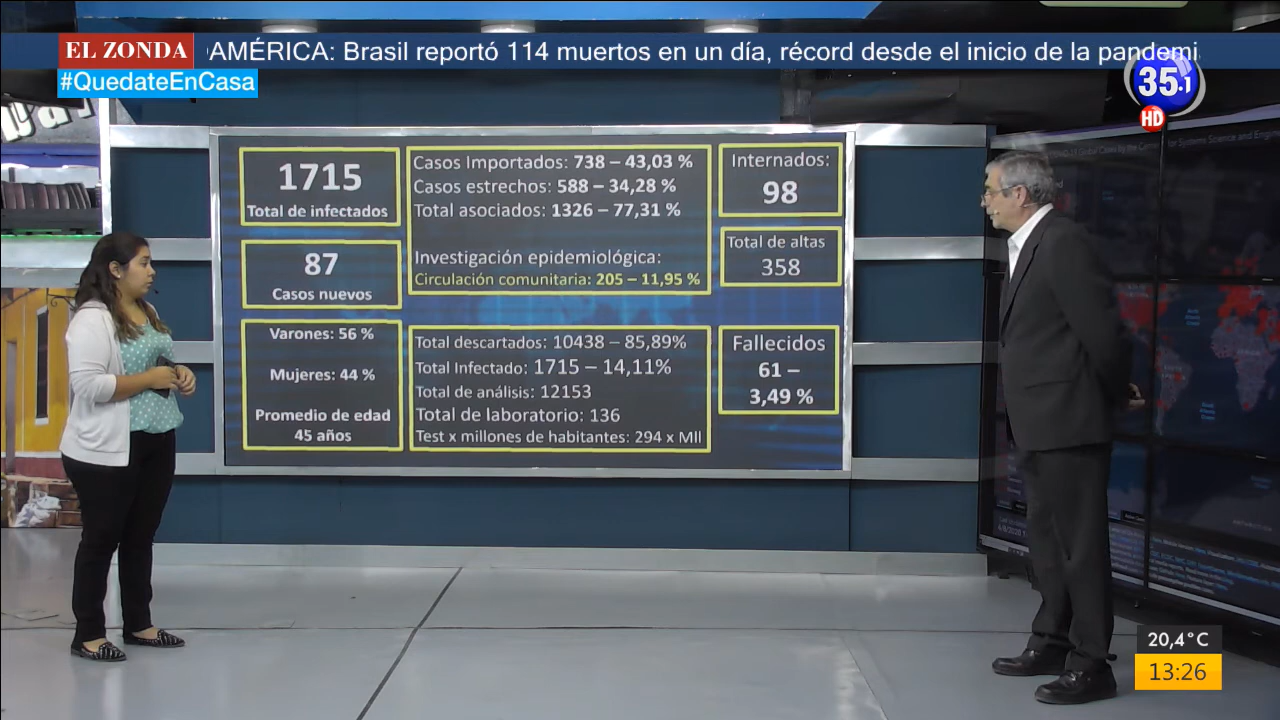 EL ZONDA
OAMÉRICA: Brasil reportó 114 muertos en un día, récord desde el inicio de la pandemi
#QuedateEnCasa
35.1
HD
1715
Total de infectados
87
Casos nuevos
Varones: 56 %
Mujeres: 44 %
Promedio de edad
45 años
Casos Importados: 738 – 43,03 %
Casos estrechos: 588 – 34,28 %
Total asociados: 1326 – 77,31 %
Investigación epidemiológica:
Circulación comunitaria: 205 – 11,95 %
Total descartados: 10438 – 85,89%
Total Infectado: 1715 – 14,11%
Total de análisis: 12153
Total de laboratorio: 136
Test x millones de habitantes: 294 x Mll
Internados:
98
Total de altas
358
Fallecidos
61 –
3,49 %
20,4°C
13:26